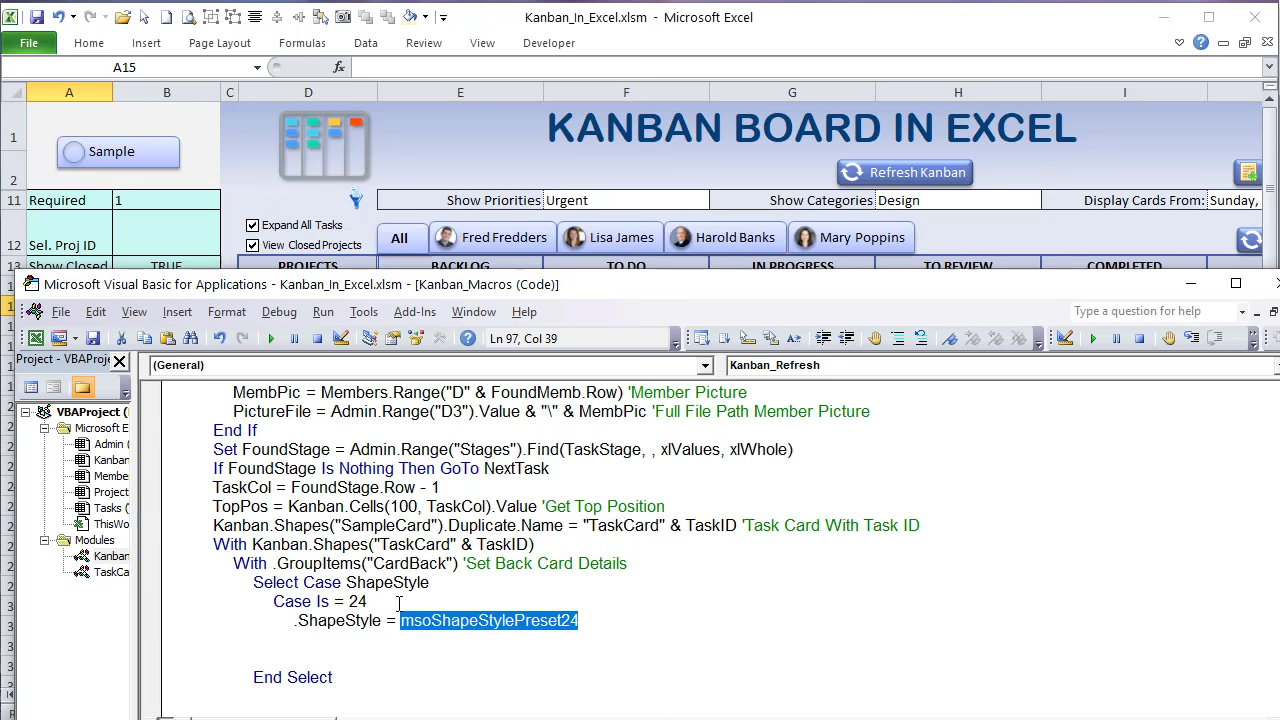 Kanban_In_Excel.xlsm - Microsoft Excel
File Home Insert Page Layout Formulas Data Review View Developer
A15 fx
A B C D E F G H I
1 Sample KANBAN BOARD IN EXCEL
2 Refresh Kanban
11 Required 1 Show Priorities: Urgent Show Categories: Design Display Cards From: Sunday,
Expand All Tasks
12 Sel. Proj ID View Closed Projects All Fred Fredders Lisa James Harold Banks Mary Poppins
13 Show Closed TRUE PROJECTS BACKLOG TO DO IN PROGRESS TO REVIEW COMPLETED
Microsoft Visual Basic for Applications - Kanban_In_Excel.xlsm - [Kanban_Macros (Code)]
File Edit View Insert Format Debug Run Tools Add-Ins Window Help Type a question for help
Ln 97, Col 39
Project - VBAProje
(General) Kanban_Refresh
VBAProject (
Microsoft E
Admin (
Kanban
Member
Project
Tasks (
ThisWo
Modules
Kanban
TaskCa
MembPic = Members.Range("D" & FoundMemb.Row) 'Member Picture
PictureFile = Admin.Range("D3").Value & "\" & MembPic 'Full File Path Member Picture
End If
Set FoundStage = Admin.Range("Stages").Find(TaskStage, , xlValues, xlWhole)
If FoundStage Is Nothing Then GoTo NextTask
TaskCol = FoundStage.Row - 1
TopPos = Kanban.Cells(100, TaskCol).Value 'Get Top Position
Kanban.Shapes("SampleCard").Duplicate.Name = "TaskCard" & TaskID 'Task Card With Task ID
With Kanban.Shapes("TaskCard" & TaskID)
With .GroupItems("CardBack") 'Set Back Card Details
Select Case ShapeStyle
Case Is = 24
.ShapeStyle = msoShapeStylePreset24
End Select